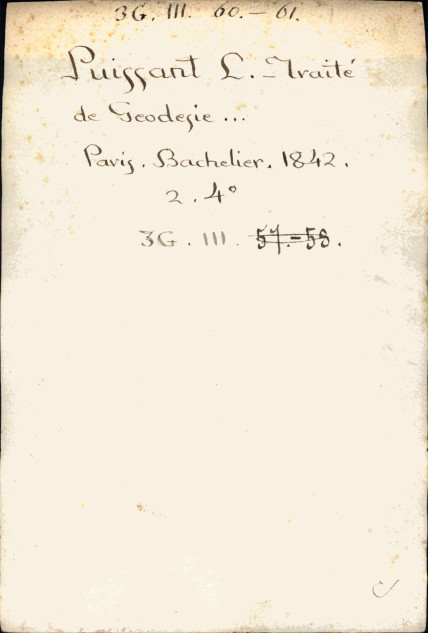 3G. III. 60. - 61.
Puissant L. - Traité
de Geodesie ...
Paris. Bachelier. 1842.
2. 4°
3G. III. 57. - 58.